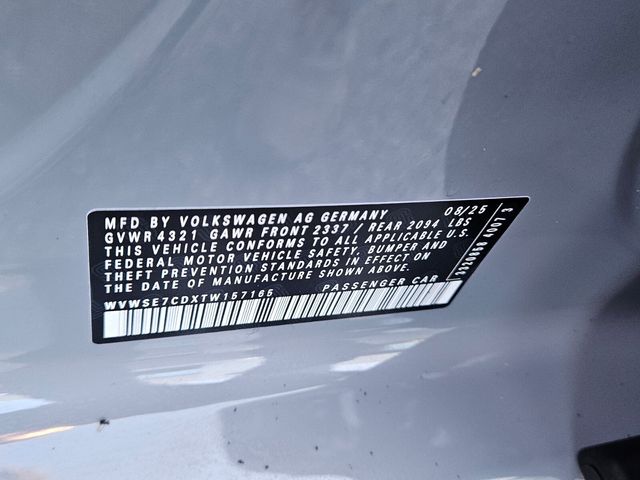 MFD BY VOLKSWAGEN AG GERMANY 08/25
GVWR 4321 GAWR FRONT 2337 / REAR 2094 LBS
THIS VEHICLE CONFORMS TO ALL APPLICABLE U.S.
FEDERAL MOTOR VEHICLE SAFETY, BUMPER AND
THEFT PREVENTION STANDARDS IN EFFECT ON
THE DATE OF MANUFACTURE SHOWN ABOVE.
WVWSE7CDXTW157165 PASSENGER CAR